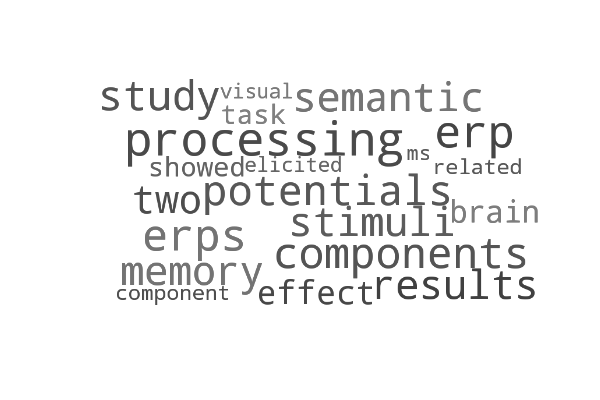 study visual semantic
task
processing erp
showed elicited ms related
two potentials
stimuli brain
erps components
memory
component effect results